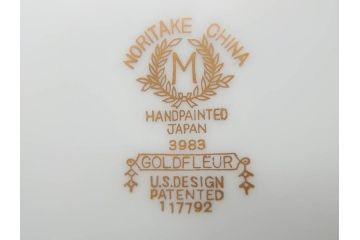 NORITAKE CHINA
M
HANDPAINTED
JAPAN
3983
GOLDFLEUR
U.S.DESIGN
PATENTED
117792